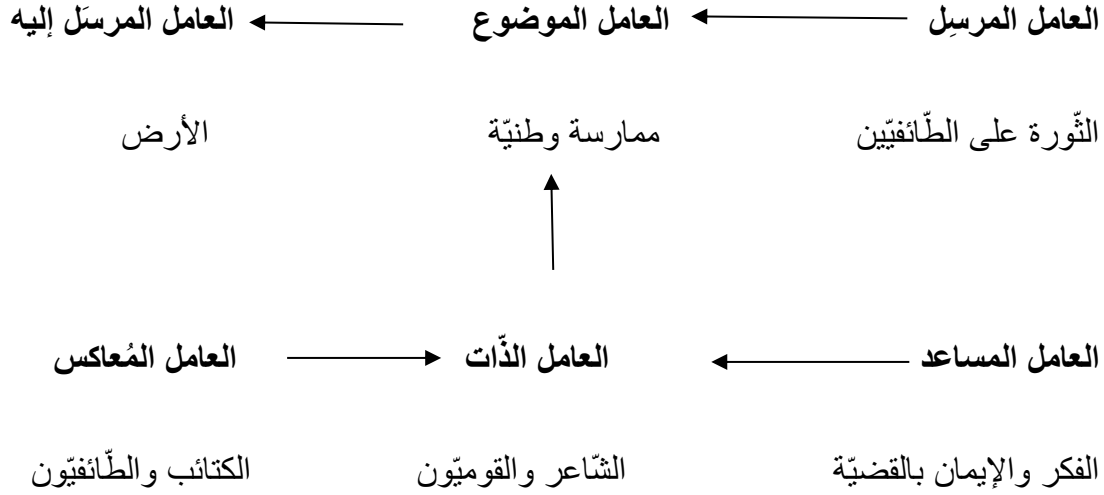 العامل المرسِل العامل الموضوع العامل المرسَل إليه
الثّورة على الطّائفيّين ممارسة وطنيّة الأرض
العامل المساعد العامل الذّات العامل المُعاكس
الفكر والإيمان بالقضيّة الشّاعر والقوميّون الكتائب والطّائفيّون